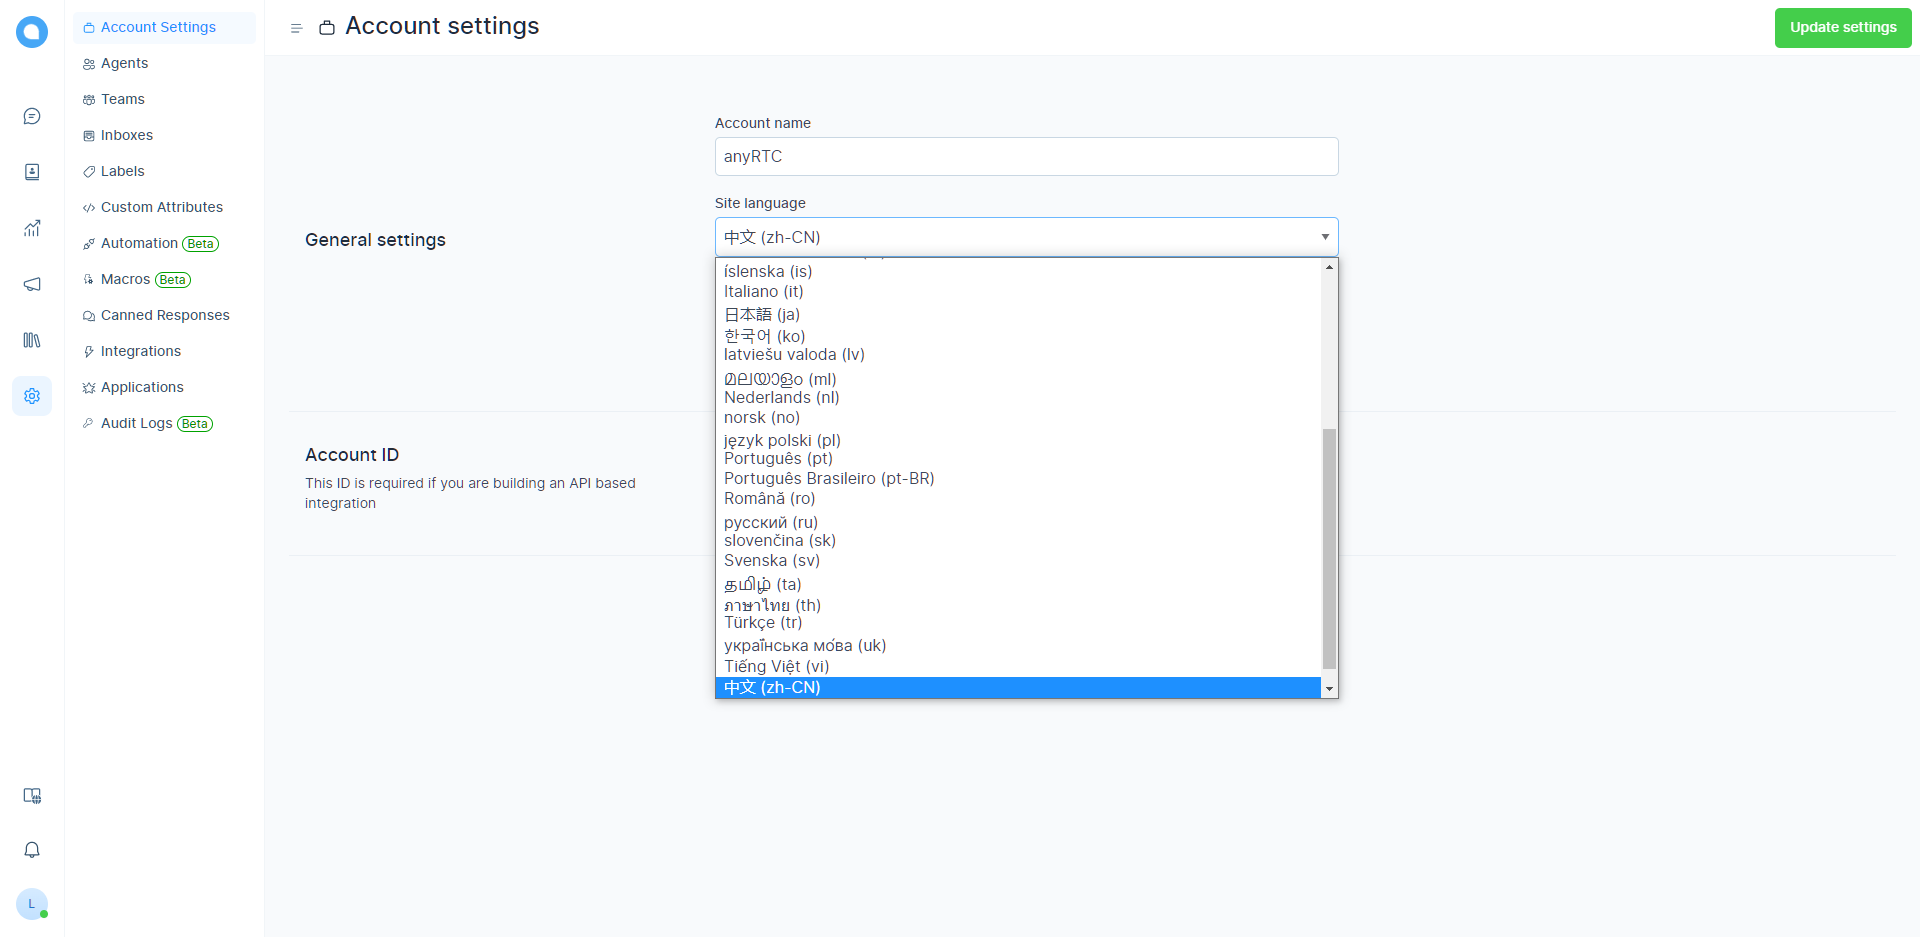 Account Settings
Agents
Teams
Inboxes
Labels
Custom Attributes
Automation Beta
Macros Beta
Canned Responses
Integrations
Applications
Audit Logs Beta
L
Account settings
Update settings
General settings
Account name
anyRTC
Site language
中文 (zh-CN)
íslenska (is)
Italiano (it)
日本語 (ja)
한국어 (ko)
latviešu valoda (lv)
മലയാളം (ml)
Nederlands (nl)
norsk (no)
język polski (pl)
Português (pt)
Português Brasileiro (pt-BR)
Română (ro)
русский (ru)
slovenčina (sk)
Svenska (sv)
தமிழ் (ta)
ภาษาไทย (th)
Türkçe (tr)
українська мо́ва (uk)
Tiếng Việt (vi)
中文 (zh-CN)
Account ID
This ID is required if you are building an API based
integration